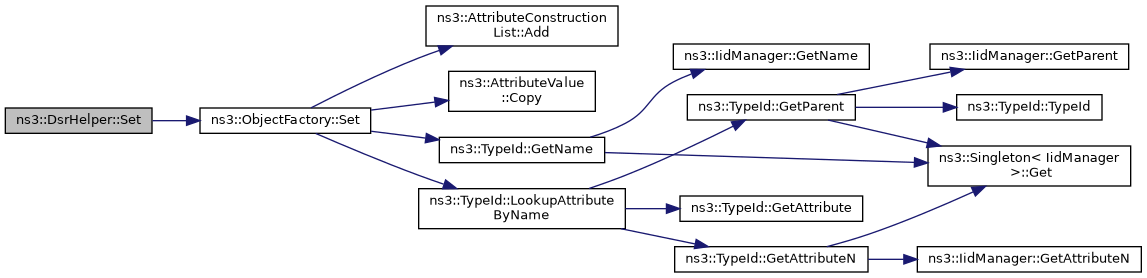 ns3::DsrHelper::Set
ns3::ObjectFactory::Set
ns3::AttributeConstruction
List::Add
ns3::AttributeValue
::Copy
ns3::TypeId::GetName
ns3::TypeId::LookupAttribute
ByName
ns3::IidManager::GetName
ns3::TypeId::GetParent
ns3::TypeId::GetAttribute
ns3::TypeId::GetAttributeN
ns3::IidManager::GetParent
ns3::TypeId::TypeId
ns3::Singleton< IidManager
>::Get
ns3::IidManager::GetAttributeN